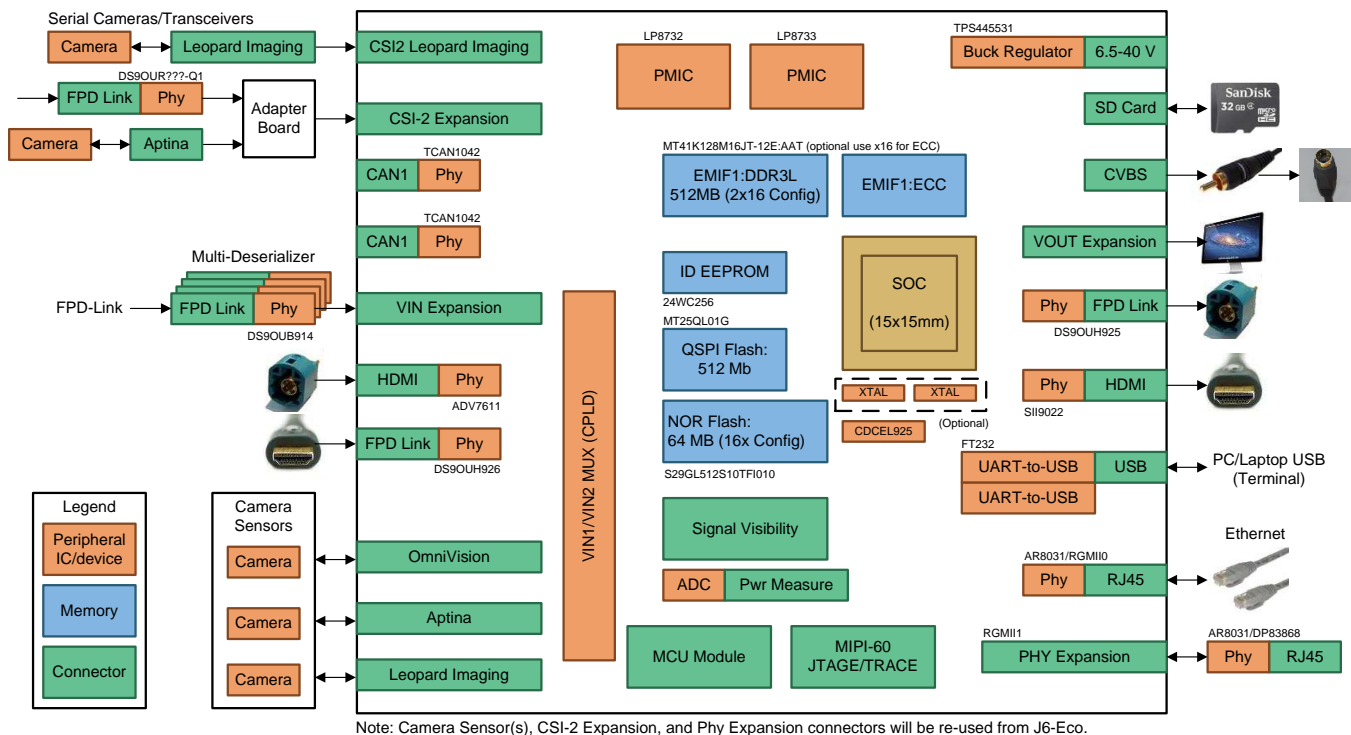 Serial Cameras/Transceivers
Camera
Leopard Imaging
CSI2 Leopard Imaging
DS9OUR???-Q1
FPD Link
Phy
Adapter
Board
CSI-2 Expansion
Camera
Aptina
TCAN1042
CAN1
Phy
TCAN1042
CAN1
Phy
Multi-Deserializer
FPD-Link
FPD Link
Phy
DS9OUB914
VIN Expansion
HDMI
Phy
ADV7611
FPD Link
Phy
DS9OUH926
Legend
Peripheral
IC/device
Memory
Connector
Camera
Sensors
Camera
Camera
Camera
OmniVision
Aptina
Leopard Imaging
VIN1/VIN2 MUX (CPLD)
LP8732
PMIC
LP8733
PMIC
MT41K128M16JT-12E:AAT (optional use x16 for ECC)
EMIF1:DDR3L
512MB (2x16 Config)
EMIF1:ECC
ID EEPROM
24WC256
MT25QL01G
QSPI Flash:
512 Mb
NOR Flash:
64 MB (16x Config)
S29GL512S10TFI010
SOC
(15x15mm)
XTAL
XTAL
(Optional)
CDCEL925
Signal Visibility
ADC
Pwr Measure
MCU Module
MIPI-60
JTAGE/TRACE
TPS445531
Buck Regulator
6.5-40 V
SD Card
SanDisk
32 GB 4
micro
HC
CVBS
VOUT Expansion
Phy
FPD Link
DS9OUH925
Phy
HDMI
SII9022
FT232
UART-to-USB
USB
UART-to-USB
PC/Laptop USB
(Terminal)
Ethernet
AR8031/RGMII0
Phy
RJ45
RGMII1
PHY Expansion
AR8031/DP83868
Phy
RJ45
Note: Camera Sensor(s), CSI-2 Expansion, and Phy Expansion connectors will be re-used from J6-Eco.